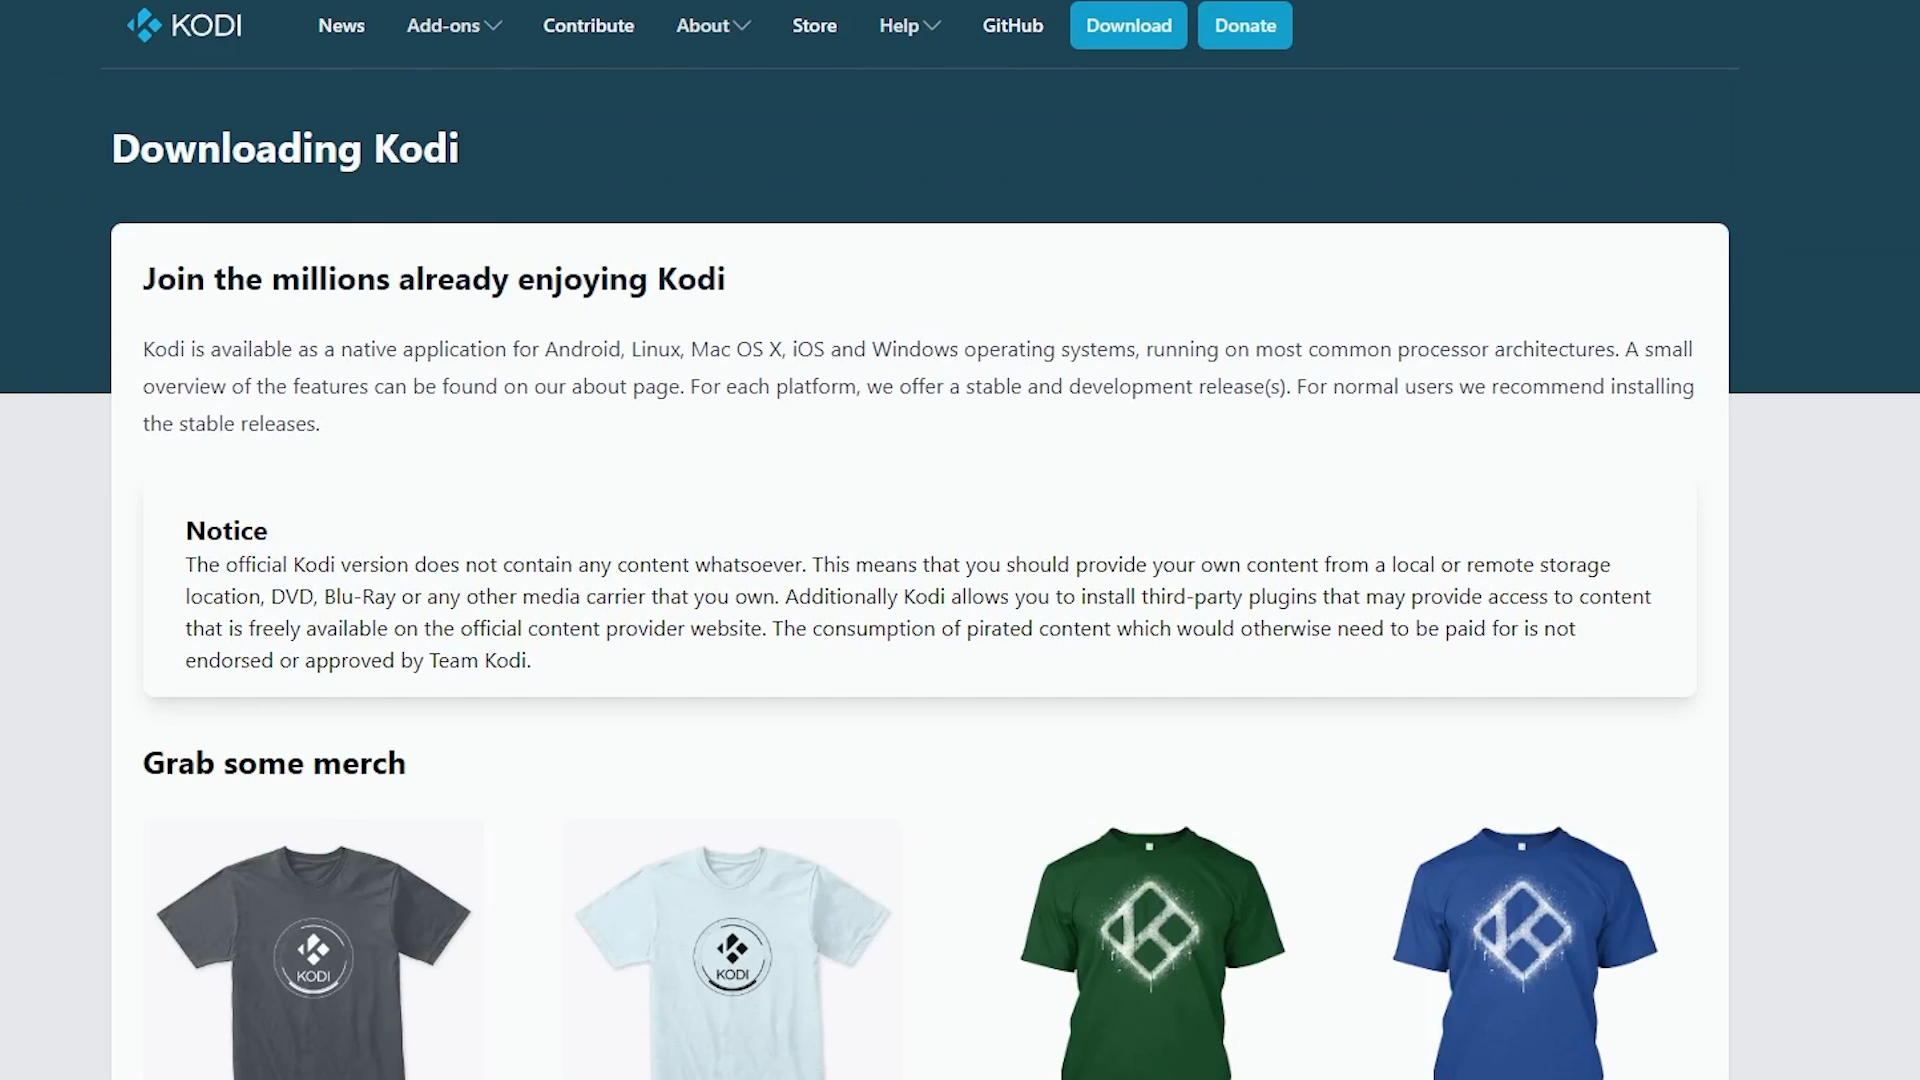 KODI News Add-ons Contribute About Store Help GitHub Download Donate
Downloading Kodi
Join the millions already enjoying Kodi
Kodi is available as a native application for Android, Linux, Mac OS X, iOS and Windows operating systems, running on most common processor architectures. A small
overview of the features can be found on our about page. For each platform, we offer a stable and development release(s). For normal users we recommend installing
the stable releases.
Notice
The official Kodi version does not contain any content whatsoever. This means that you should provide your own content from a local or remote storage
location, DVD, Blu-Ray or any other media carrier that you own. Additionally Kodi allows you to install third-party plugins that may provide access to content
that is freely available on the official content provider website. The consumption of pirated content which would otherwise need to be paid for is not
endorsed or approved by Team Kodi.
Grab some merch
KODI
KODI